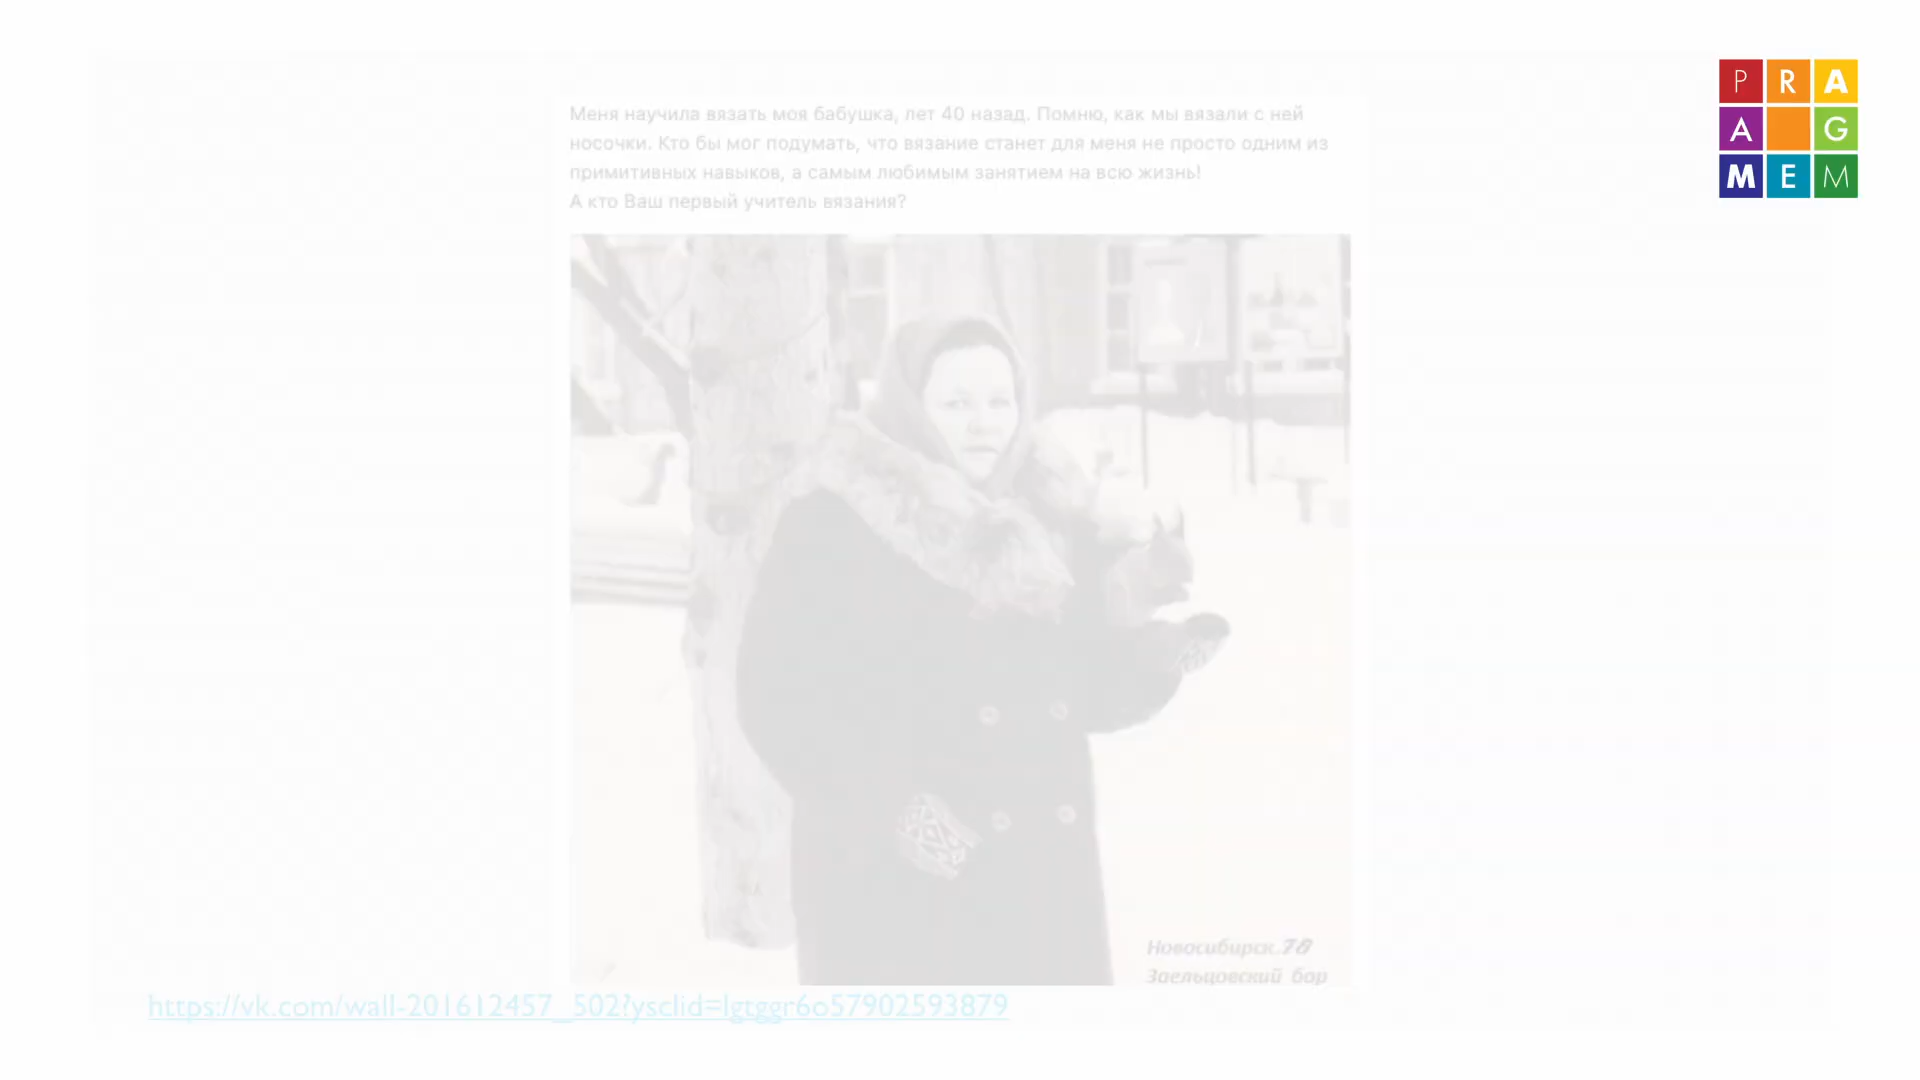 Меня научила вязать моя бабушка, лет 40 назад. Помню, как мы вязали с ней
носочки. Кто бы мог подумать, что вязание станет для меня не просто одним из
примитивных навыков, а самым любимым занятием на всю жизнь!
А кто Ваш первый учитель вязания?
P R A
A G
M E M
Новосибирск.78
Заельцовский бор
https://vk.com/wall-201612457_502?ysclid=lgtggr6o57902593879